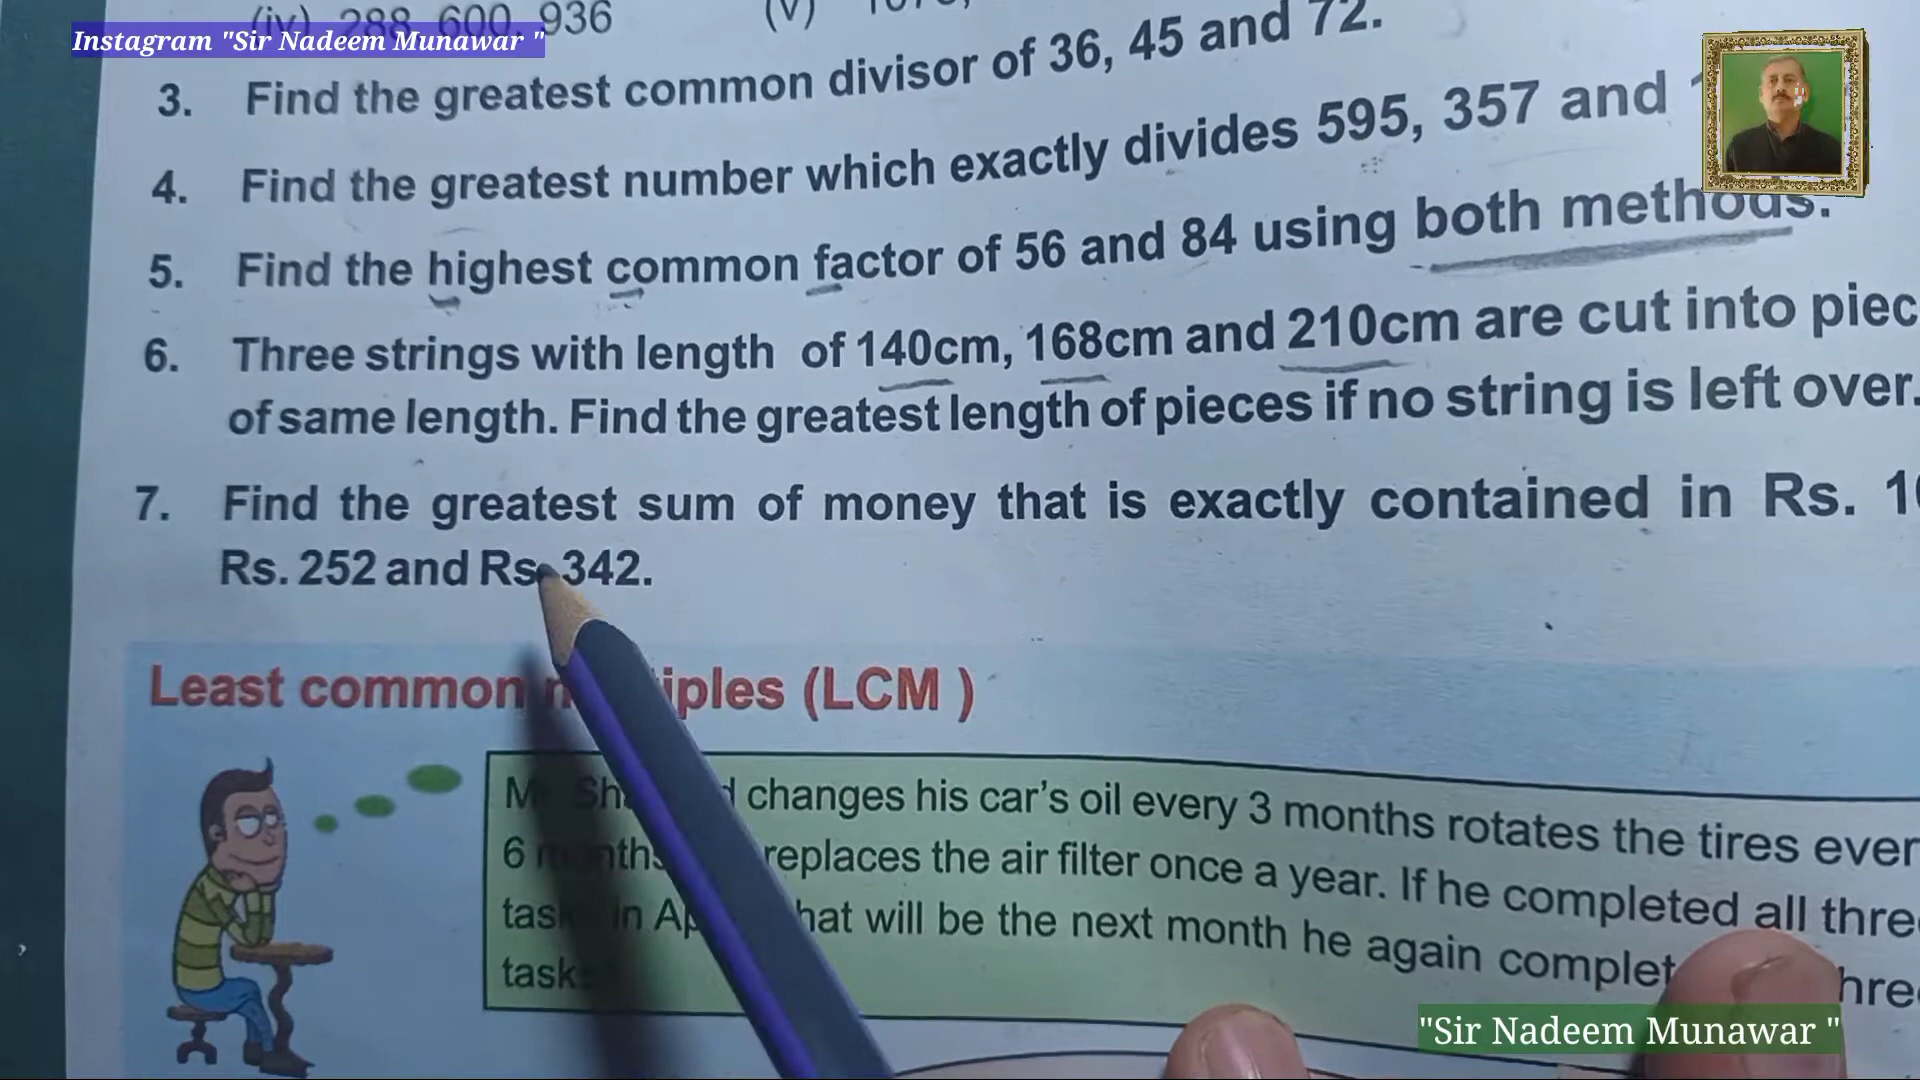 (iv) 288, 600, 936 (v)
Instagram "Sir Nadeem Munawar "
3. Find the greatest common divisor of 36, 45 and 72.
4. Find the greatest number which exactly divides 595, 357 and
5. Find the highest common factor of 56 and 84 using both methods.
6. Three strings with length of 140cm, 168cm and 210cm are cut into piec
of same length. Find the greatest length of pieces if no string is left over.
7. Find the greatest sum of money that is exactly contained in Rs. 1
Rs. 252 and Rs. 342.
Least common iples (LCM )
changes his car's oil every 3 months rotates the tires ever
6 months replaces the air filter once a year. If he completed all thre
in hat will be the next month he again complet hre
task
"Sir Nadeem Munawar "